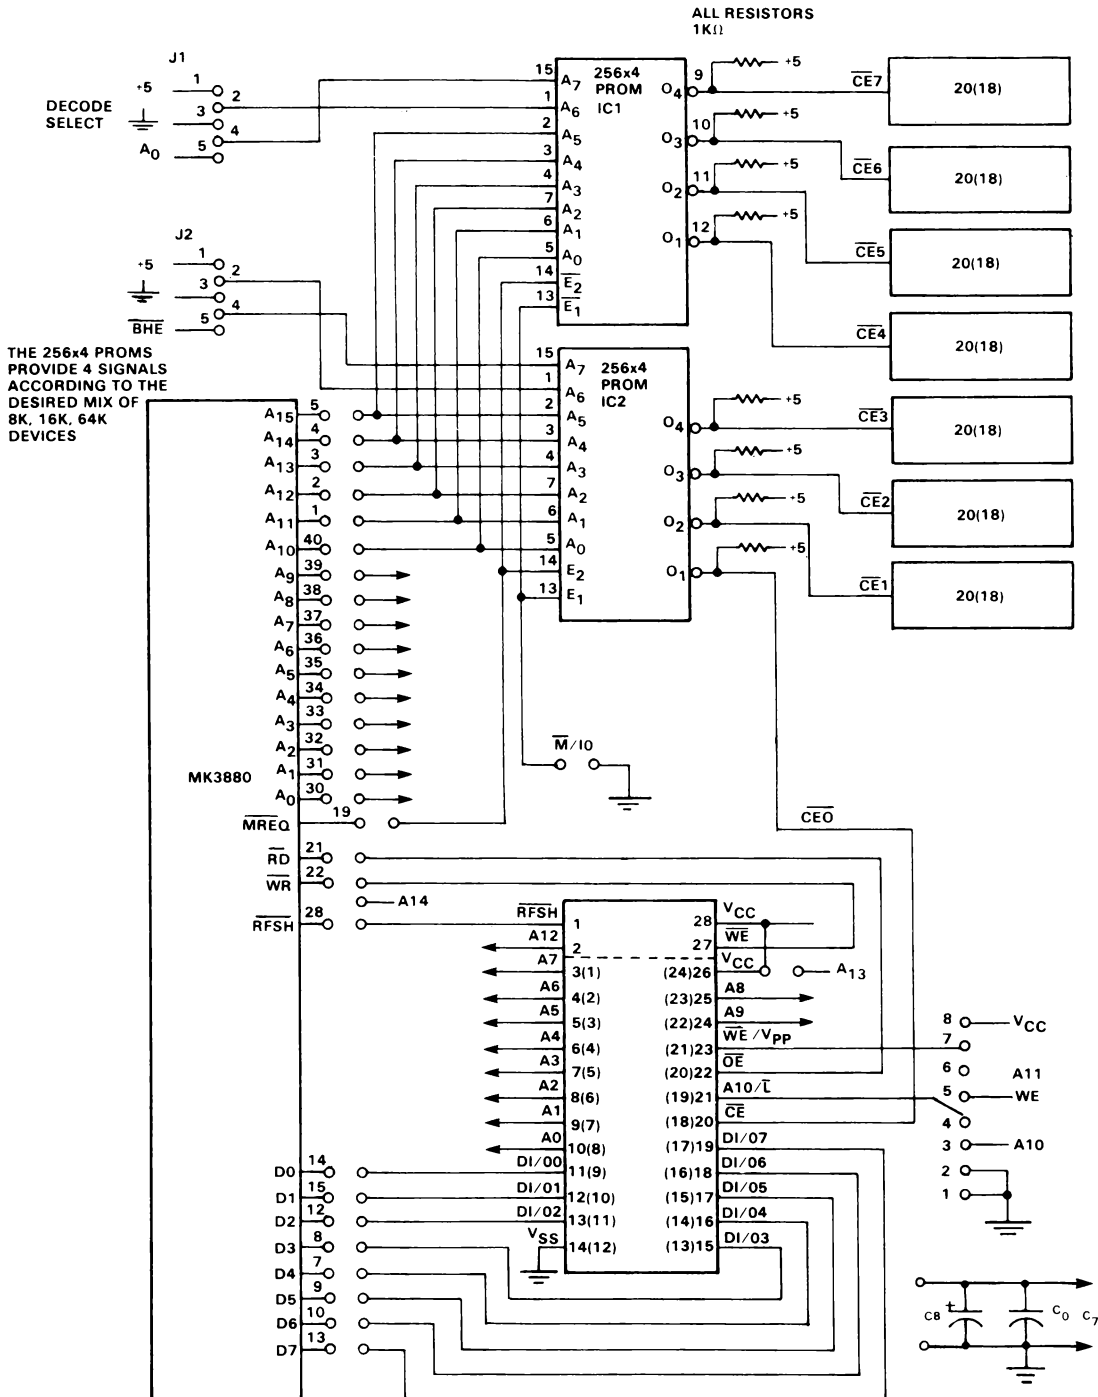 ALL RESISTORS
1KΩ
J1
+5 1
2
DECODE
SELECT
3
4
A0 5
15 A7
1 A6
2 A5
3 A4
4 A3
7 A2
6 A1
5 A0
14 E2
13 E1
256x4
PROM
IC1
O4 9 +5
O3 10 +5
O2 11 +5
O1 12 +5
CE7 20(18)
CE6 20(18)
CE5 20(18)
CE4 20(18)
J2
+5 1
2
3
4
BHE 5
THE 256x4 PROMS
PROVIDE 4 SIGNALS
ACCORDING TO THE
DESIRED MIX OF
8K, 16K, 64K
DEVICES
15 A7
1 A6
2 A5
3 A4
4 A3
7 A2
6 A1
5 A0
14 E2
13 E1
256x4
PROM
IC2
O4 +5
O3 +5
O2 +5
O1 +5
CE3 20(18)
CE2 20(18)
CE1 20(18)
A15 5
A14 4
A13 3
A12 2
A11 1
A10 40
A9 39
A8 38
A7 37
A6 36
A5 35
A4 34
A3 33
A2 32
A1 31
A0 30
MK3880
MREQ 19
RD 21
WR 22
A14
RFSH 28
M/IO
CEO
RFSH 1
A12 2
A7 3(1)
A6 4(2)
A5 5(3)
A4 6(4)
A3 7(5)
A2 8(6)
A1 9(7)
A0 10(8)
DI/00 11(9)
DI/01 12(10)
DI/02 13(11)
VSS 14(12)
28 VCC
27 WE
(24)26 VCC A13
(23)25 A8
(22)24 A9
(21)23 WE/VPP
(20)22 OE
(19)21 A10/L
(18)20 CE
(17)19 DI/07
(16)18 DI/06
(15)17 DI/05
(14)16 DI/04
(13)15 DI/03
8 VCC
7
6 A11
5 WE
4
3 A10
2
1
D0 14
D1 15
D2 12
D3 8
D4 7
D5 9
D6 10
D7 13
C8 + C0 C7